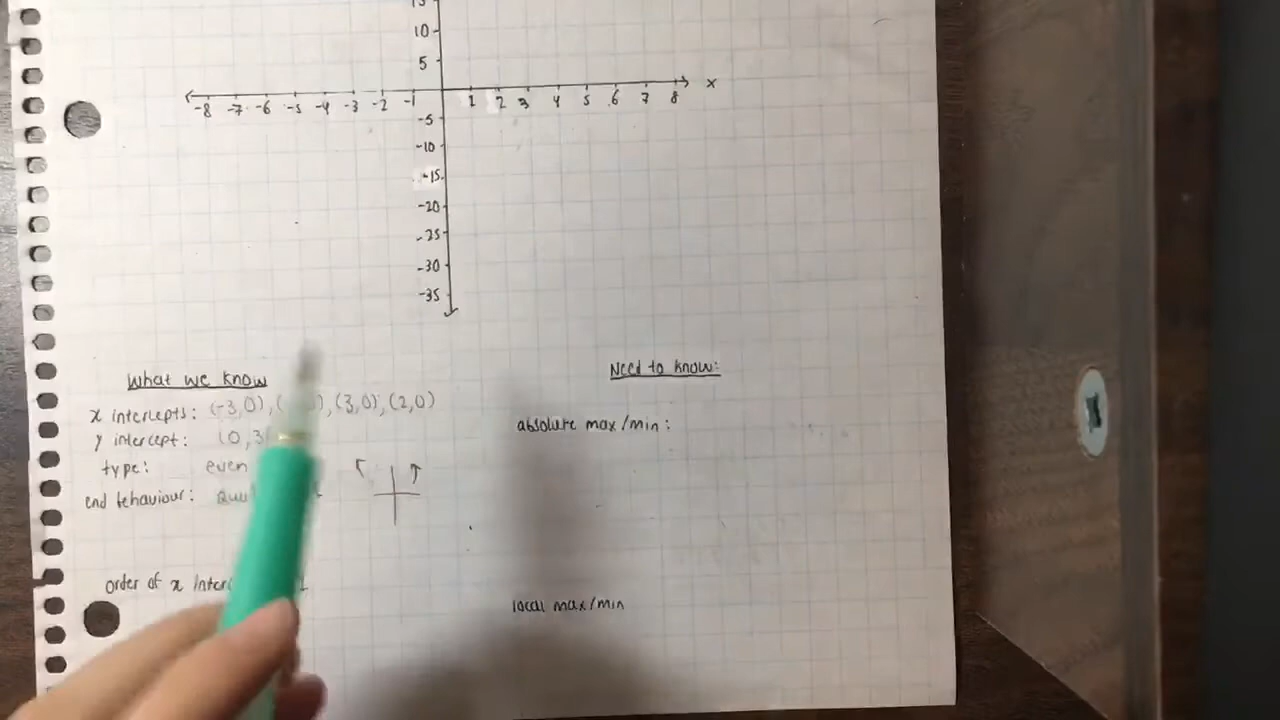 10
5
x
-8 -7 -6 -5 -4 -3 -2 -1 1 2 3 4 5 6 7 8
-5
-10
-15
-20
-25
-30
-35
What we know
x intercepts: (-3,0), (3,0), (2,0)
y intercept:
type: even
end behaviour:
order of x
Need to know:
absolute max/min:
local max/min